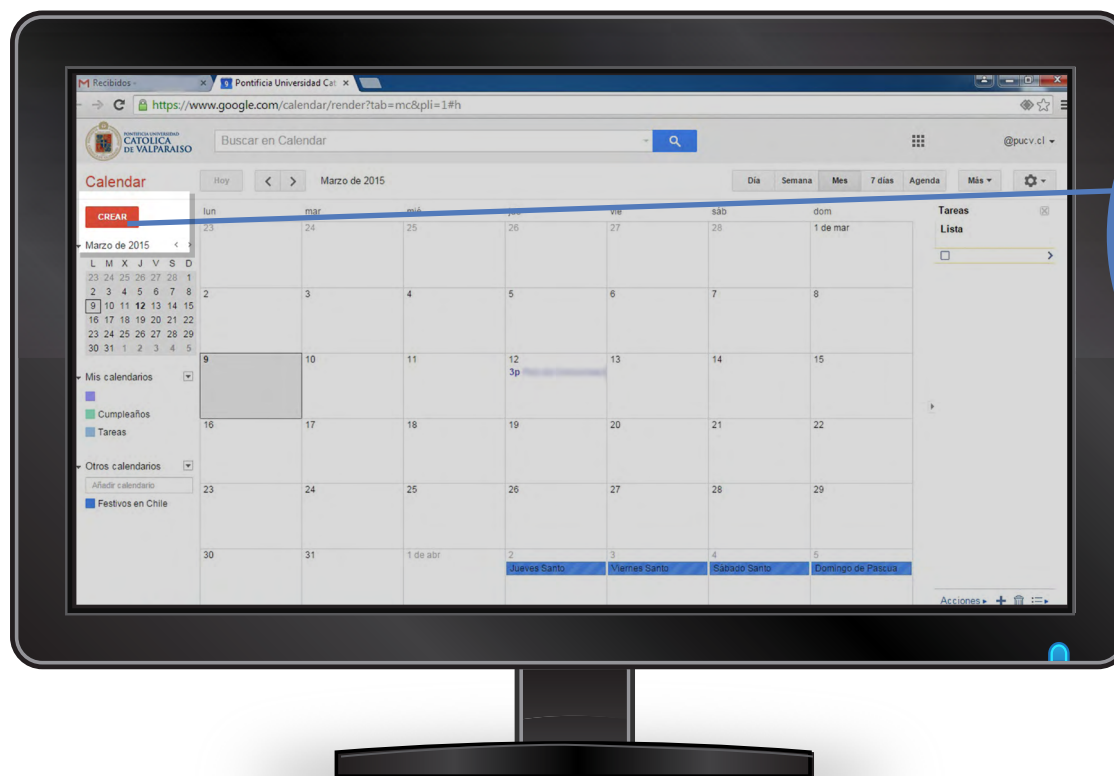 Recibidos -
Pontificia Universidad Cat
https://www.google.com/calendar/render?tab=mc&pli=1#h
PONTIFICIA UNIVERSIDAD
CATOLICA
DE VALPARAISO
Buscar en Calendar
@pucv.cl
Calendar
Hoy
Marzo de 2015
Día Semana Mes 7 días Agenda Más
CREAR
Marzo de 2015
L M X J V S D
23 24 25 26 27 28 1
2 3 4 5 6 7 8
9 10 11 12 13 14 15
16 17 18 19 20 21 22
23 24 25 26 27 28 29
30 31 1 2 3 4 5
Mis calendarios
Cumpleaños
Tareas
Otros calendarios
Añadir calendario
Festivos en Chile
lun mar mié jue vie sáb dom
23 24 25 26 27 28 1 de mar
2 3 4 5 6 7 8
9 10 11 12 13 14 15
3p
16 17 18 19 20 21 22
23 24 25 26 27 28 29
30 31 1 de abr 2 3 4 5
Jueves Santo Viernes Santo Sábado Santo Domingo de Pascua
Tareas
Lista
Acciones